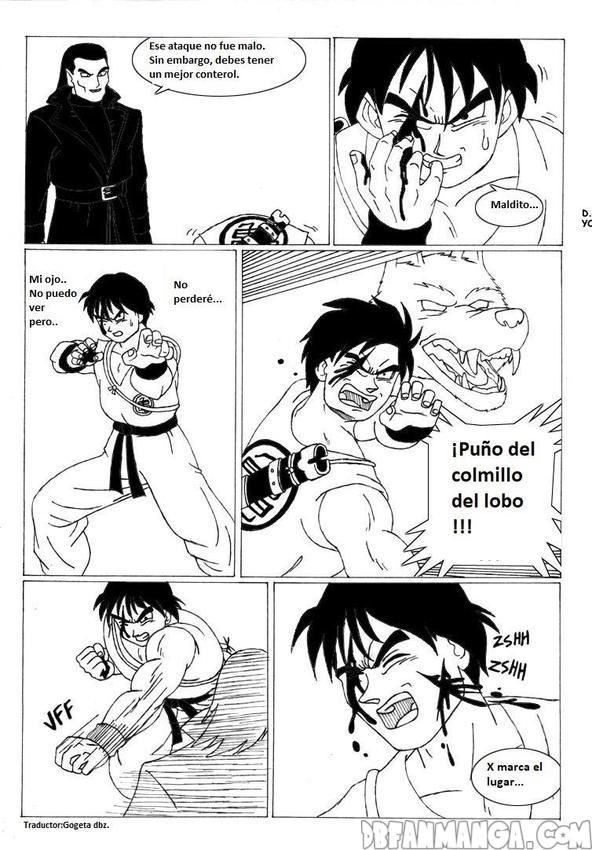 Ese ataque no fue malo.
Sin embargo, debes tener
un mejor conterol.
Maldito...
D.
YO
Mi ojo..
No puedo
ver
pero..
No
perderé...
¡Puño del
colmillo
del lobo
!!!
VFF
ZSHH
ZSHH
X marca el
lugar...
Traductor:Gogeta dbz.
DBFANMANGA.COM